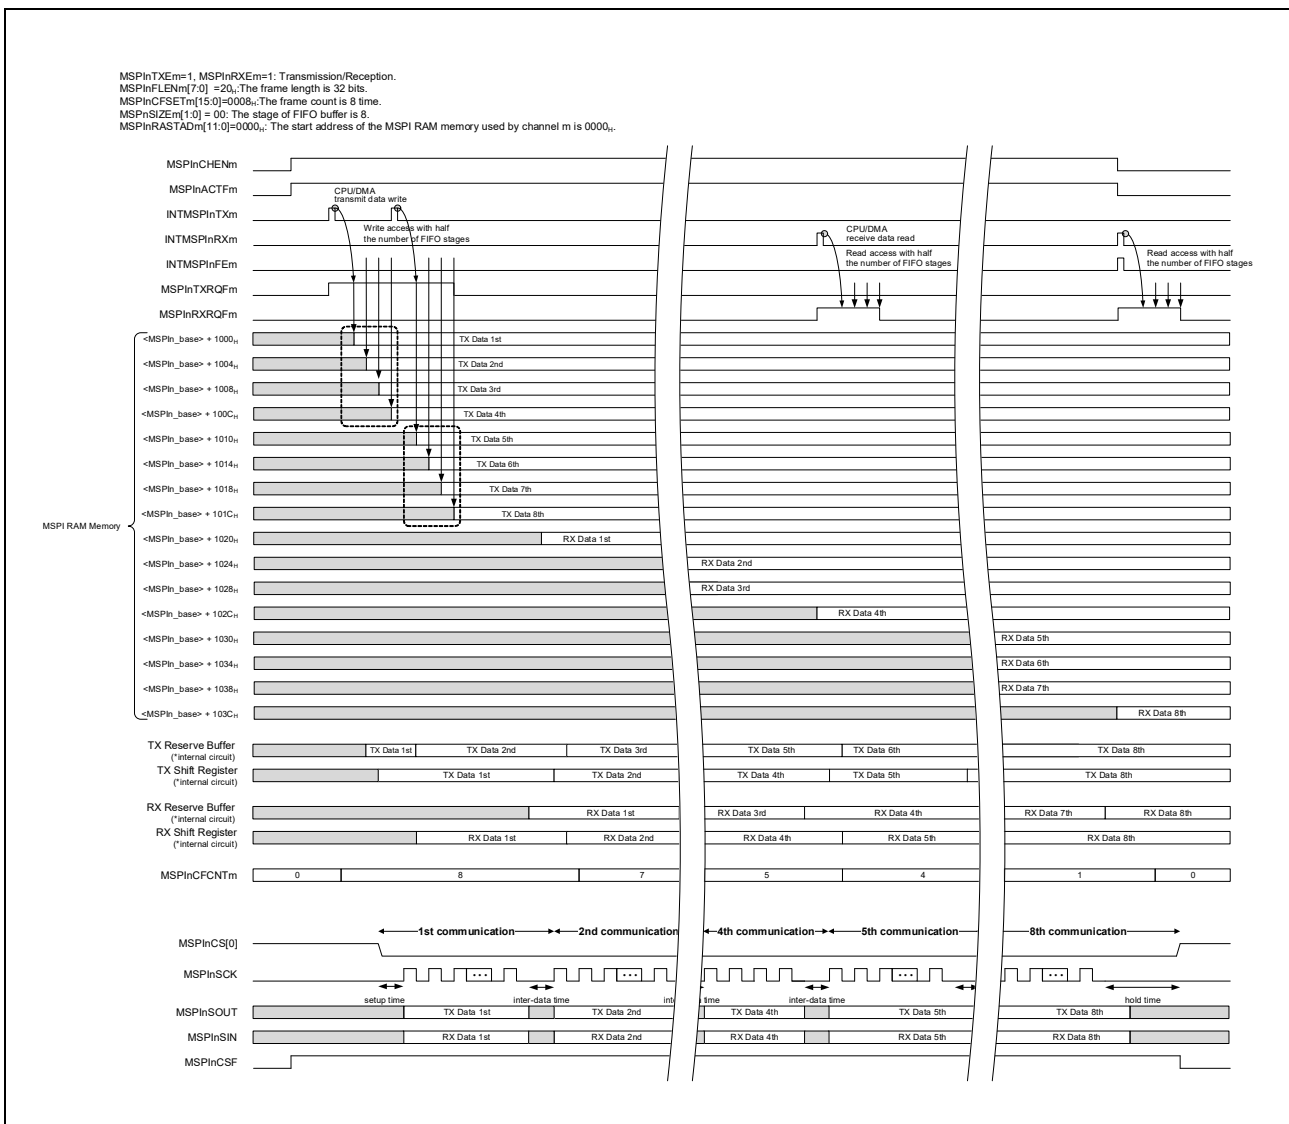 MSPInTXEm=1, MSPInRXEm=1: Transmission/Reception.
MSPInFLENm[7:0] =20H:The frame length is 32 bits.
MSPInCFSETm[15:0]=0008H:The frame count is 8 time.
MSPnSIZEm[1:0] = 00: The stage of FIFO buffer is 8.
MSPInRASTADm[11:0]=0000H: The start address of the MSPI RAM memory used by channel m is 0000H.
MSPInCHENm
MSPInACTFm
CPU/DMA
transmit data write
INTMSPInTXm
Write access with half
the number of FIFO stages
INTMSPInRXm
CPU/DMA
receive data read
Read access with half
the number of FIFO stages
Read access with half
the number of FIFO stages
INTMSPInFEm
MSPInTXRQFm
MSPInRXRQFm
MSPI RAM Memory
<MSPIn_base> + 1000H TX Data 1st
<MSPIn_base> + 1004H TX Data 2nd
<MSPIn_base> + 1008H TX Data 3rd
<MSPIn_base> + 100CH TX Data 4th
<MSPIn_base> + 1010H TX Data 5th
<MSPIn_base> + 1014H TX Data 6th
<MSPIn_base> + 1018H TX Data 7th
<MSPIn_base> + 101CH TX Data 8th
<MSPIn_base> + 1020H RX Data 1st
<MSPIn_base> + 1024H RX Data 2nd
<MSPIn_base> + 1028H RX Data 3rd
<MSPIn_base> + 102CH RX Data 4th
<MSPIn_base> + 1030H RX Data 5th
<MSPIn_base> + 1034H RX Data 6th
<MSPIn_base> + 1038H RX Data 7th
<MSPIn_base> + 103CH RX Data 8th
TX Reserve Buffer TX Data 1st TX Data 2nd TX Data 3rd TX Data 5th TX Data 6th TX Data 8th
(*internal circuit)
TX Shift Register TX Data 1st TX Data 2nd TX Data 4th TX Data 5th TX Data 8th
(*internal circuit)
RX Reserve Buffer RX Data 1st RX Data 3rd RX Data 4th RX Data 7th RX Data 8th
(*internal circuit)
RX Shift Register RX Data 1st RX Data 2nd RX Data 4th RX Data 5th RX Data 8th
(*internal circuit)
MSPInCFCNTm 0 8 7 5 4 1 0
1st communication 2nd communication 4th communication 5th communication 8th communication
MSPInCS[0]
MSPInSCK ... ... ... ...
setup time inter-data time time inter-data time hold time
MSPInSOUT TX Data 1st TX Data 2nd TX Data 4th TX Data 5th TX Data 8th
MSPInSIN RX Data 1st RX Data 2nd RX Data 4th RX Data 5th RX Data 8th
MSPInCSF